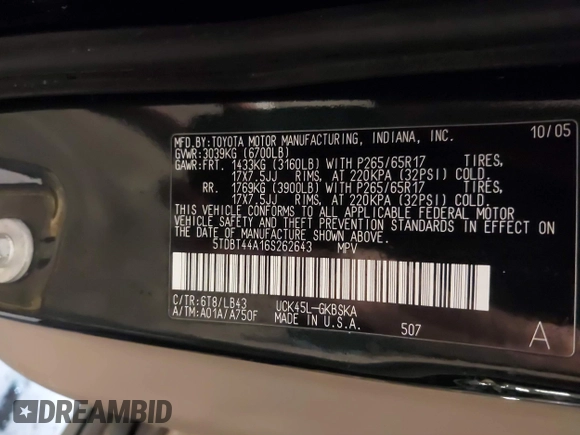 MFD.BY:TOYOTA MOTOR MANUFACTURING, INDIANA, INC. 10/05
GVWR:3039KG (6700LB)
GAWR:FRT. 1433KG (3160LB) WITH P265/65R17 TIRES,
17X7.5JJ RIMS, AT 220KPA (32PSI) COLD.
RR. 1769KG (3900LB) WITH P265/65R17 TIRES,
17X7.5JJ RIMS, AT 220KPA (32PSI) COLD.
THIS VEHICLE CONFORMS TO ALL APPLICABLE FEDERAL MOTOR
VEHICLE SAFETY AND THEFT PREVENTION STANDARDS IN EFFECT ON
THE DATE OF MANUFACTURE SHOWN ABOVE.
5TDBT44A16S262643 MPV
C/TR:6T8/LB43 UCK45L-GKBSKA
A/TM:A01A/A750F MADE IN U.S.A. 507 A
DREAMBID